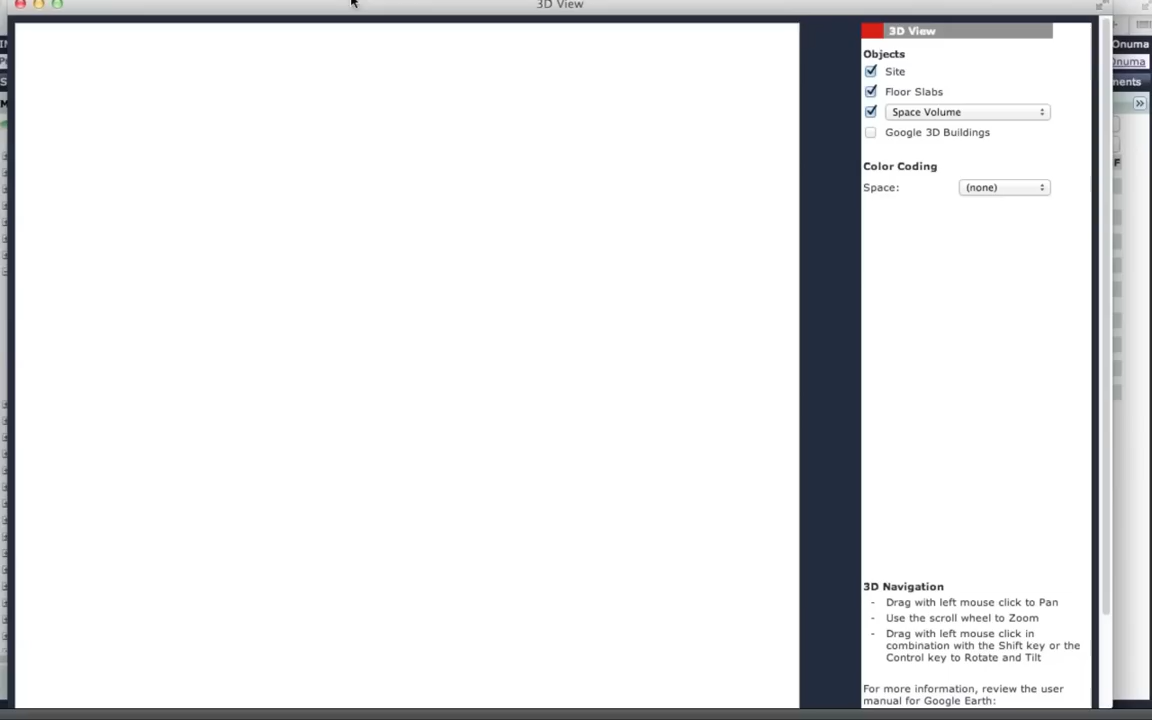 3D View
3D View
Onuma
Objects
Site
Onuma
Floor Slabs
Space Volume
Google 3D Buildings
Color Coding
Space: (none)
3D Navigation
- Drag with left mouse click to Pan
- Use the scroll wheel to Zoom
- Drag with left mouse click in
combination with the Shift key or the
Control key to Rotate and Tilt
For more information, review the user
manual for Google Earth: